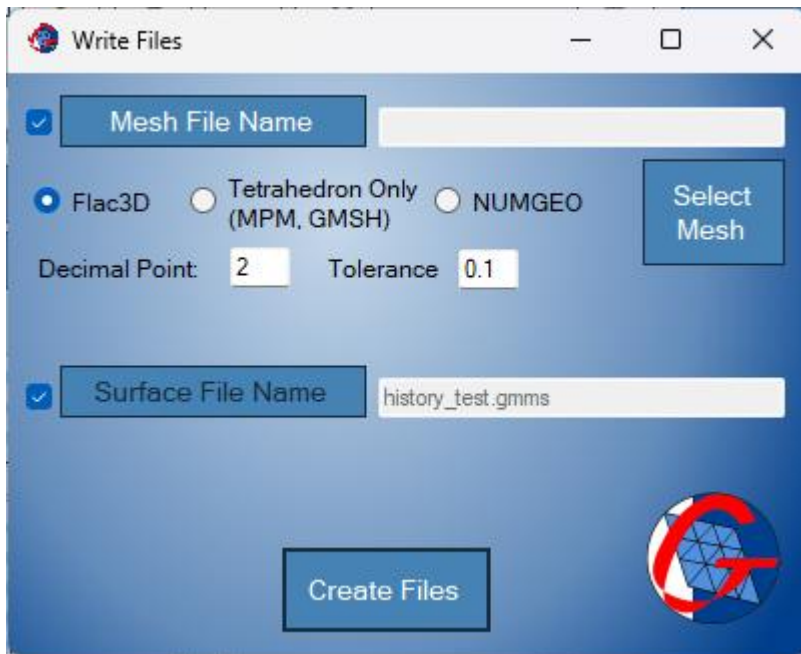 Write Files
Mesh File Name
Flac3D
Tetrahedron Only
(MPM, GMSH)
NUMGEO
Select
Mesh
Decimal Point:
2
Tolerance
0.1
Surface File Name
history_test.gmms
Create Files
G